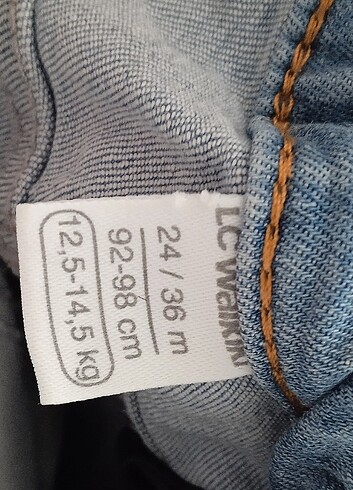 LC Waikiki
24 / 36 m
92-98 cm
12,5-14,5 kg